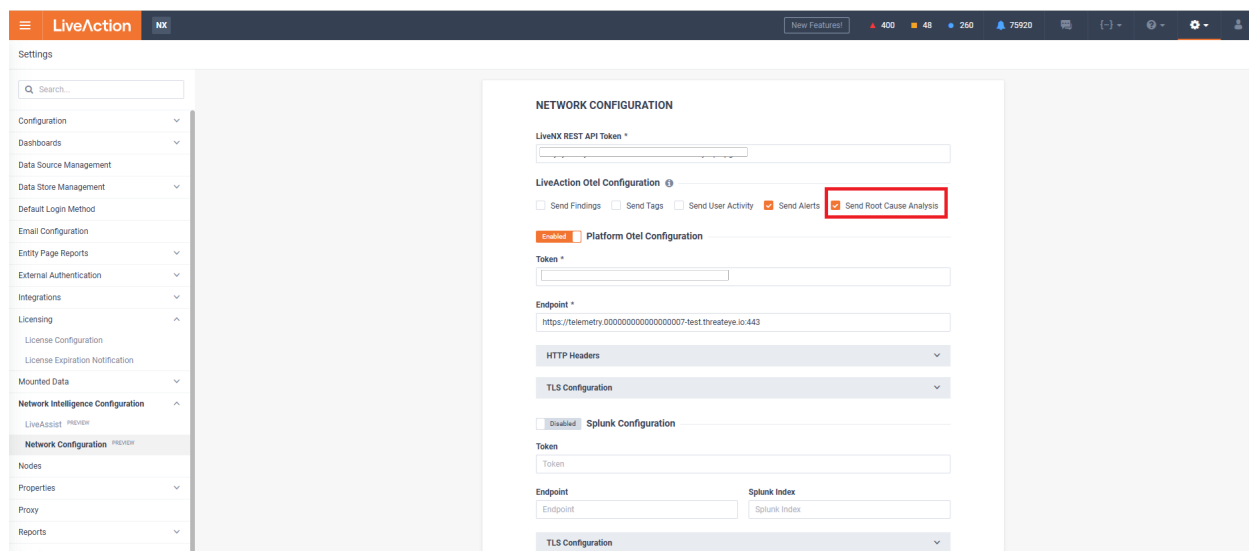 LiveAction NX New Features! 400 48 260 75920 {-}
Settings
Search...
Configuration
Dashboards
Data Source Management
Data Store Management
Default Login Method
Email Configuration
Entity Page Reports
External Authentication
Integrations
Licensing
License Configuration
License Expiration Notification
Mounted Data
Network Intelligence Configuration
LiveAssist PREVIEW
Network Configuration PREVIEW
Nodes
Properties
Proxy
Reports
NETWORK CONFIGURATION
LiveNX REST API Token *
LiveAction Otel Configuration
Send Findings Send Tags Send User Activity Send Alerts Send Root Cause Analysis
Enabled Platform Otel Configuration
Token *
Endpoint *
https://telemetry.000000000000000007-test.threateye.io:443
HTTP Headers
TLS Configuration
Disabled Splunk Configuration
Token
Token
Endpoint Splunk Index
Endpoint Splunk Index
TLS Configuration